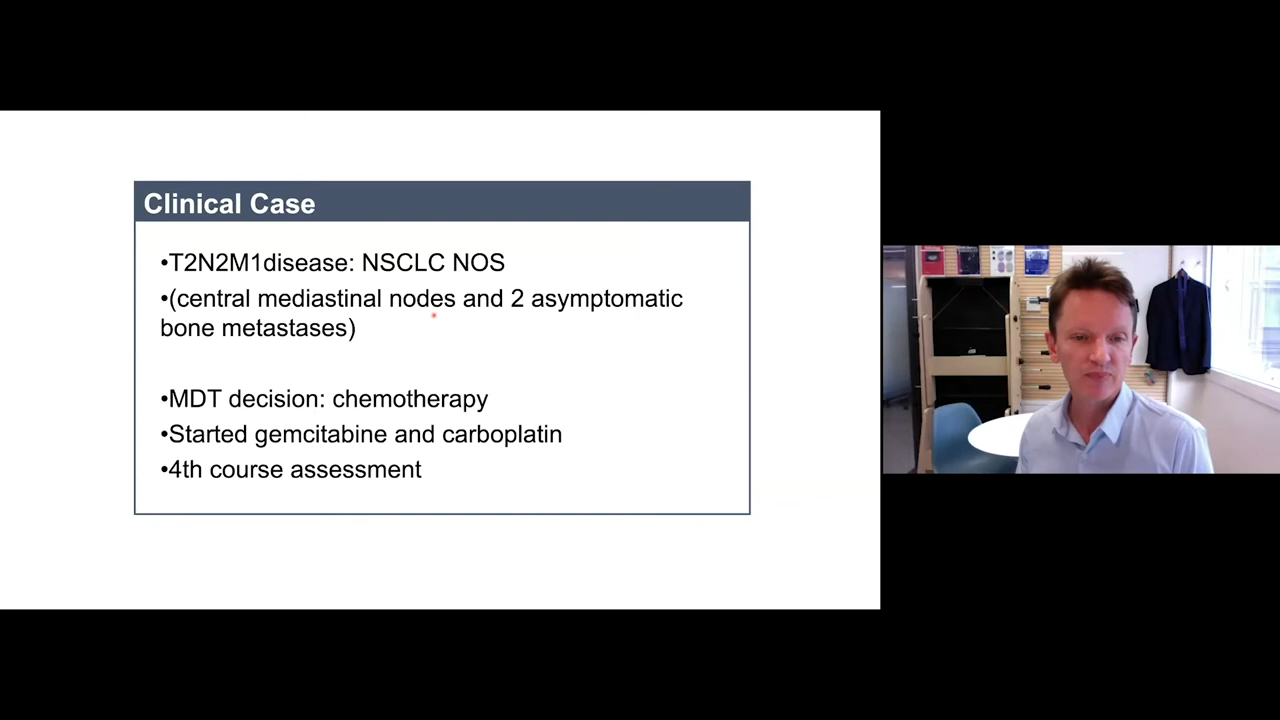 Clinical Case
•T2N2M1disease: NSCLC NOS
•(central mediastinal nodes and 2 asymptomatic
bone metastases)
•MDT decision: chemotherapy
•Started gemcitabine and carboplatin
•4th course assessment